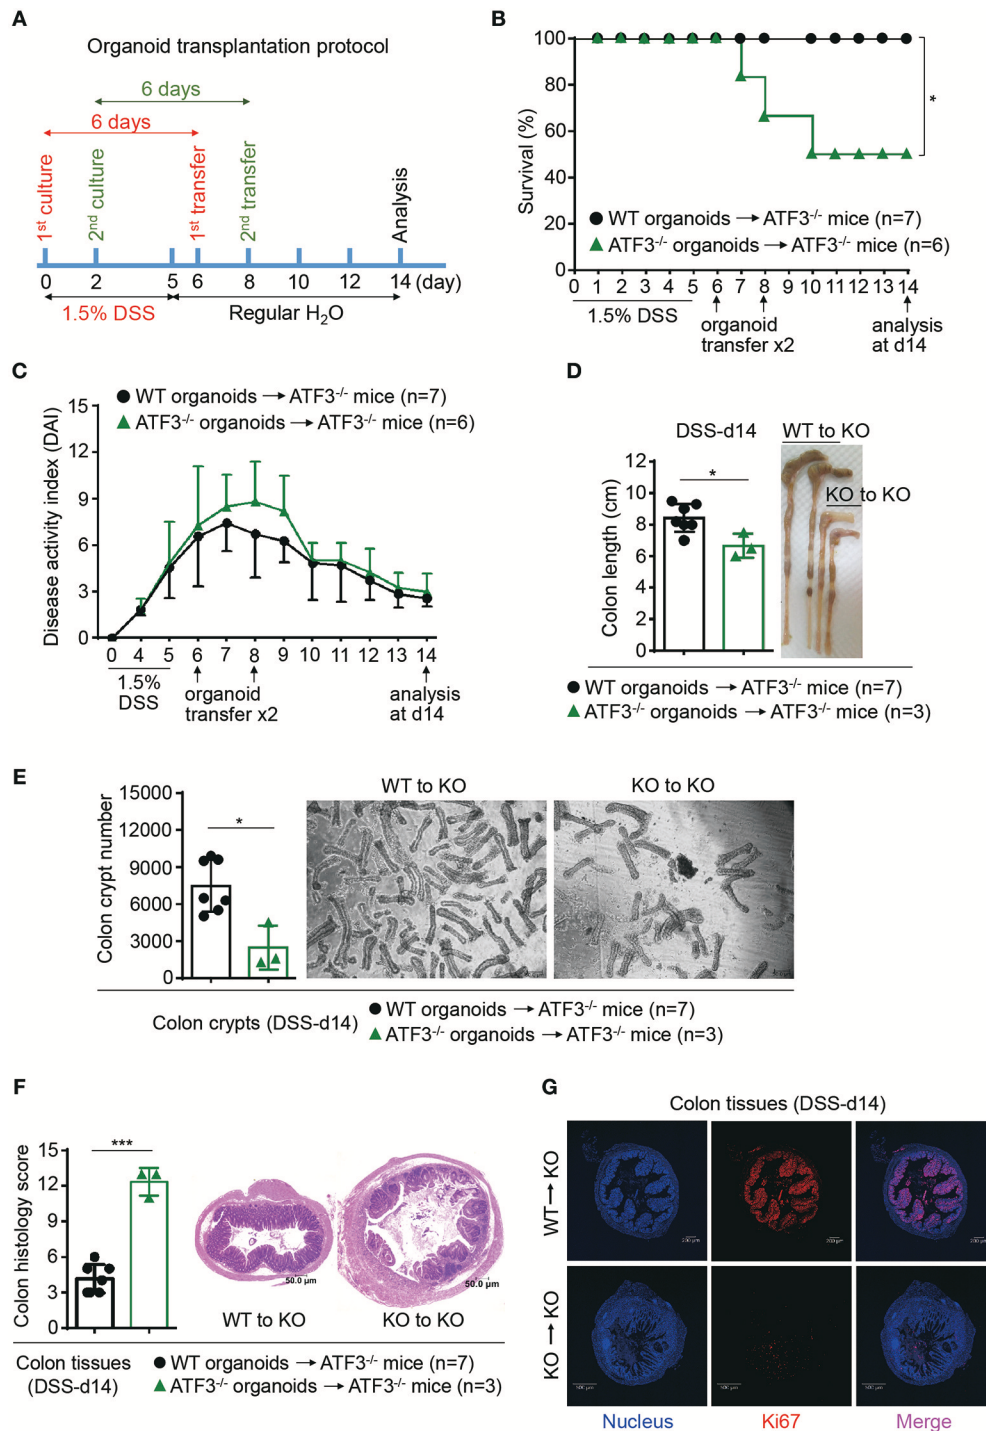 A
Organoid transplantation protocol
6 days
6 days
1st culture
2nd culture
1st transfer
2nd transfer
Analysis
0 2 5 6 8 10 12 14 (day)
1.5% DSS
Regular H2O
B
Survival (%)
100
80
60
40
20
0
WT organoids → ATF3-/- mice (n=7)
ATF3-/- organoids → ATF3-/- mice (n=6)
*
0 1 2 3 4 5 6 7 8 9 10 11 12 13 14
1.5% DSS
organoid
transfer x2
analysis
at d14
C
WT organoids → ATF3-/- mice (n=7)
ATF3-/- organoids → ATF3-/- mice (n=6)
Disease activity index (DAI)
15
12
9
6
3
0
0 4 5 6 7 8 9 10 11 12 13 14
1.5%
DSS
organoid
transfer x2
analysis
at d14
D
DSS-d14
Colon length (cm)
12
10
8
6
4
2
0
*
WT to KO
KO to KO
WT organoids → ATF3-/- mice (n=7)
ATF3-/- organoids → ATF3-/- mice (n=3)
E
Colon crypt number
15000
12000
9000
6000
3000
0
*
WT to KO
KO to KO
Colon crypts (DSS-d14)
WT organoids → ATF3-/- mice (n=7)
ATF3-/- organoids → ATF3-/- mice (n=3)
F
Colon histology score
15
12
9
6
3
0
***
50.0 µm
50.0 µm
WT to KO
KO to KO
Colon tissues
(DSS-d14)
WT organoids → ATF3-/- mice (n=7)
ATF3-/- organoids → ATF3-/- mice (n=3)
G
Colon tissues (DSS-d14)
WT → KO
KO → KO
500 µm
500 µm
500 µm
Nucleus
Ki67
Merge